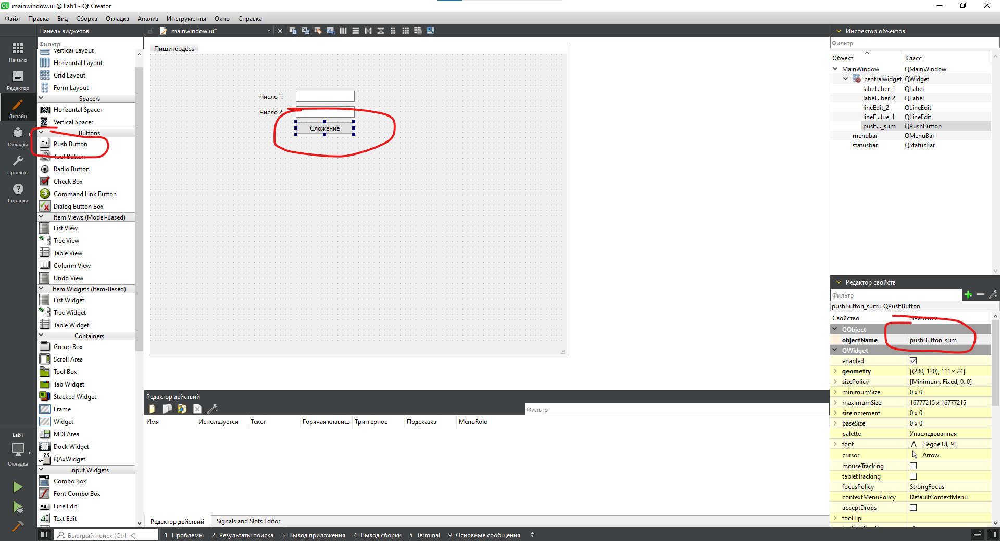 mainwindow.ui @ Lab1 - Qt Creator
Файл Правка Вид Сборка Отладка Анализ Инструменты Окно Справка
Панель виджетов
Фильтр
Vertical Layout
Horizontal Layout
Grid Layout
Form Layout
Spacers
Horizontal Spacer
Vertical Spacer
Buttons
OK Push Button
Tool Button
Radio Button
Check Box
Command Link Button
Dialog Button Box
Item Views (Model-Based)
List View
Tree View
Table View
Column View
Undo View
Item Widgets (Item-Based)
List Widget
Tree Widget
Table Widget
Containers
Group Box
Scroll Area
Tool Box
Tab Widget
Stacked Widget
Frame
Widget
MDI Area
Dock Widget
QAxWidget
Input Widgets
Combo Box
Font Combo Box
Line Edit
Text Edit
Начало
Редактор
Дизайн
Отладка
Проекты
Справка
Lab1
Отладка
mainwindow.ui*
Пишите здесь
Число 1:
Число 2:
Сложение
Редактор действий
Фильтр
Имя Используется Текст Горячая клавиш Триггерное Подсказка MenuRole
Редактор действий Signals and Slots Editor
Инспектор объектов
Фильтр
Объект Класс
MainWindow QMainWindow
centralwidget QWidget
label...ber_1 QLabel
label...ber_2 QLabel
lineEdit_2 QLineEdit
lineE...lue_1 QLineEdit
push..._sum QPushButton
menubar QMenuBar
statusbar QStatusBar
Редактор свойств
Фильтр
pushButton_sum : QPushButton
Свойство Значение
QObject
objectName pushButton_sum
QWidget
enabled
geometry [(280, 130), 111 x 24]
sizePolicy [Minimum, Fixed, 0, 0]
minimumSize 0 x 0
maximumSize 16777215 x 16777215
sizeIncrement 0 x 0
baseSize 0 x 0
palette Унаследованная
font A [Segoe UI, 9]
cursor Arrow
mouseTracking
tabletTracking
focusPolicy StrongFocus
contextMenuPolicy DefaultContextMenu
acceptDrops
toolTip
Быстрый поиск (Ctrl+K) 1 Проблемы 2 Результаты поиска 3 Вывод приложения 4 Вывод сборки 5 Terminal 9 Основные сообщения